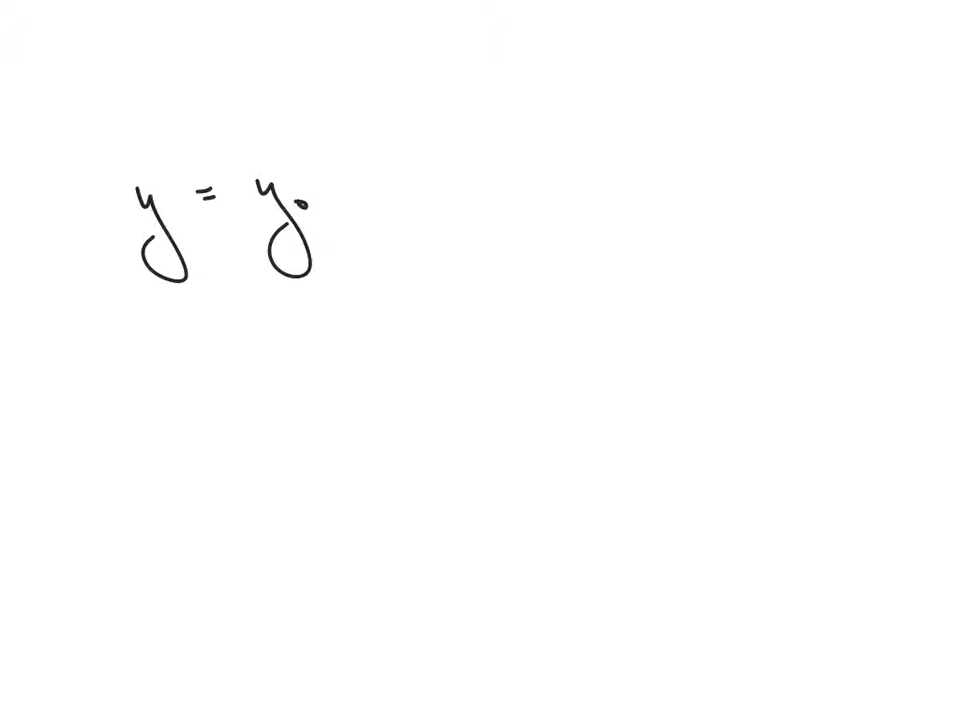 y = y₀